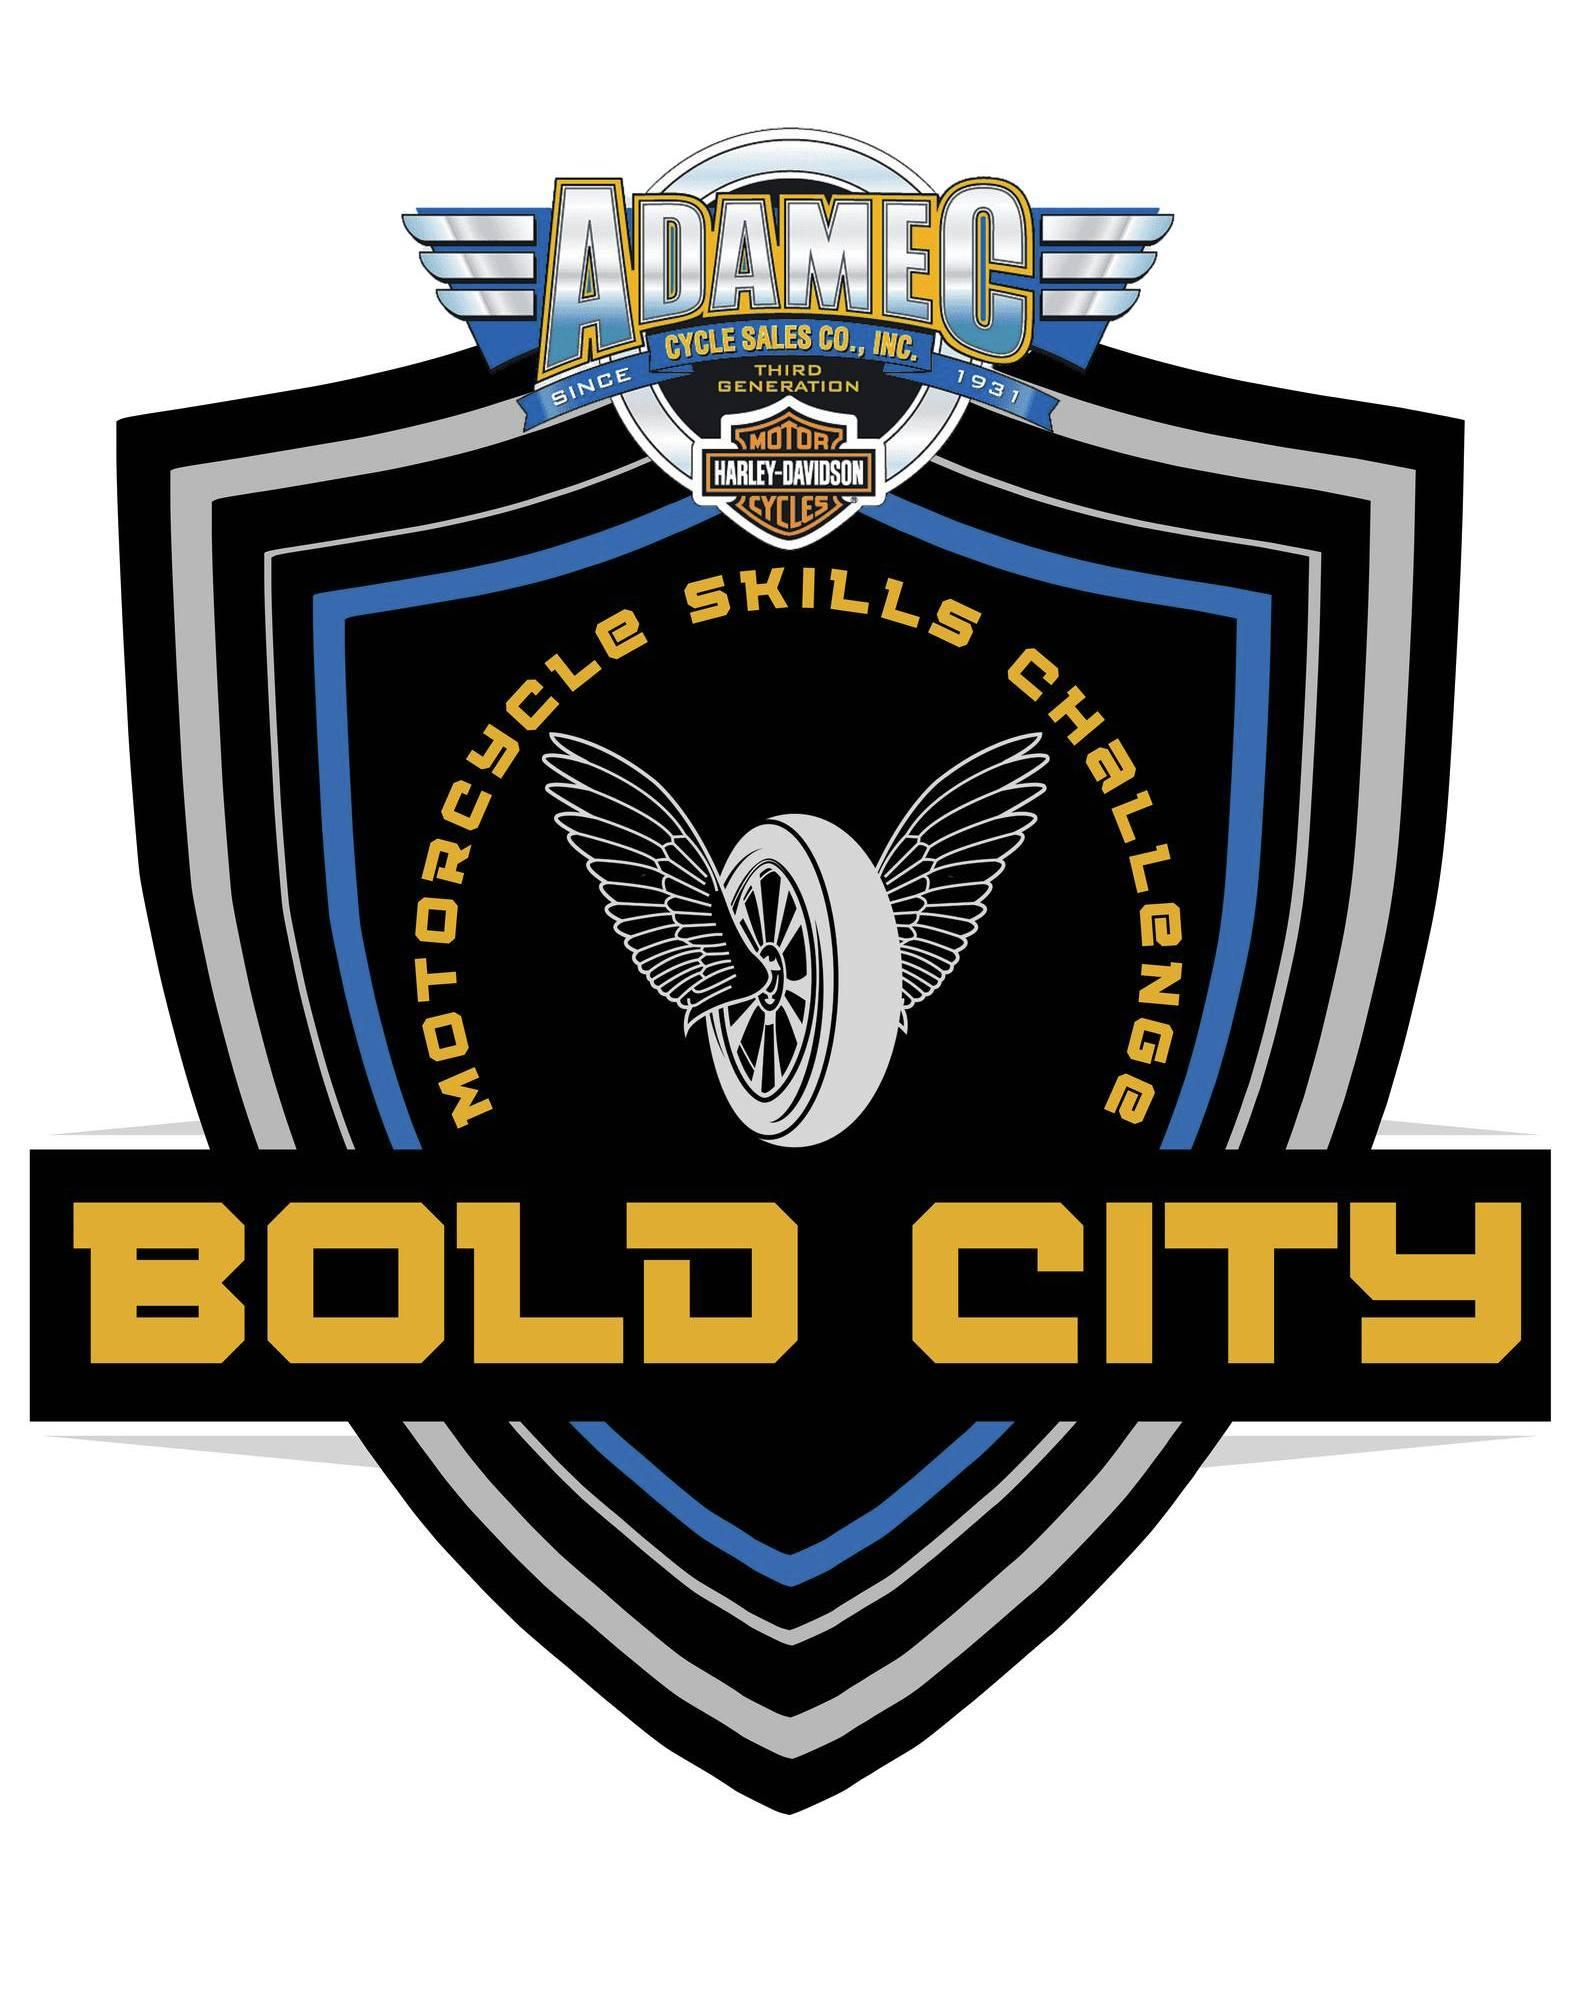 ADAMEC
CYCLE SALES CO., INC.
SINCE 1931
THIRD
GENERATION
MOTOR
HARLEY-DAVIDSON
CYCLES
MOTORCYCLE SKILLS CHALLENGE
BOLD CITY